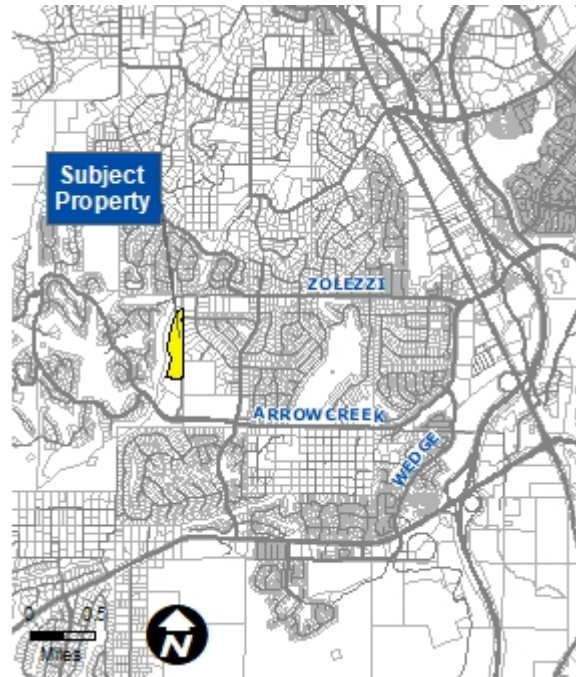 Subject
Property
ZOLEZZI
ARROWCREEK
WEDGE
0 0.5
Miles
N